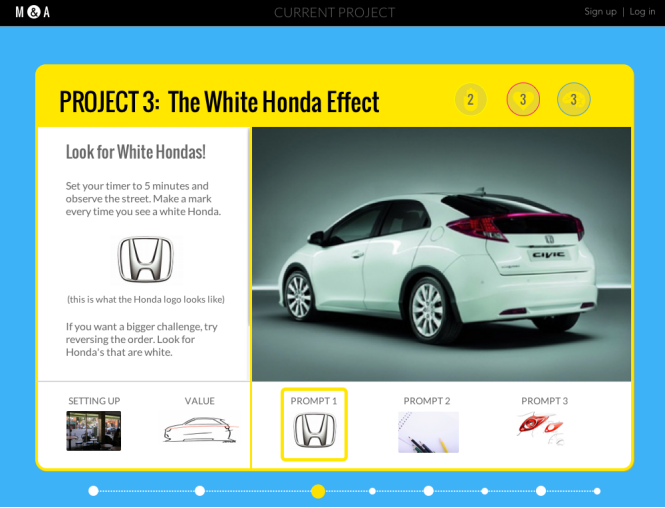 M & A
CURRENT PROJECT
Sign up | Log in
PROJECT 3: The White Honda Effect
2
3
3
Look for White Hondas!
Set your timer to 5 minutes and
observe the street. Make a mark
every time you see a white Honda.
(this is what the Honda logo looks like)
If you want a bigger challenge, try
reversing the order. Look for
Honda's that are white.
CIVIC
SETTING UP
VALUE
PROMPT 1
PROMPT 2
PROMPT 3